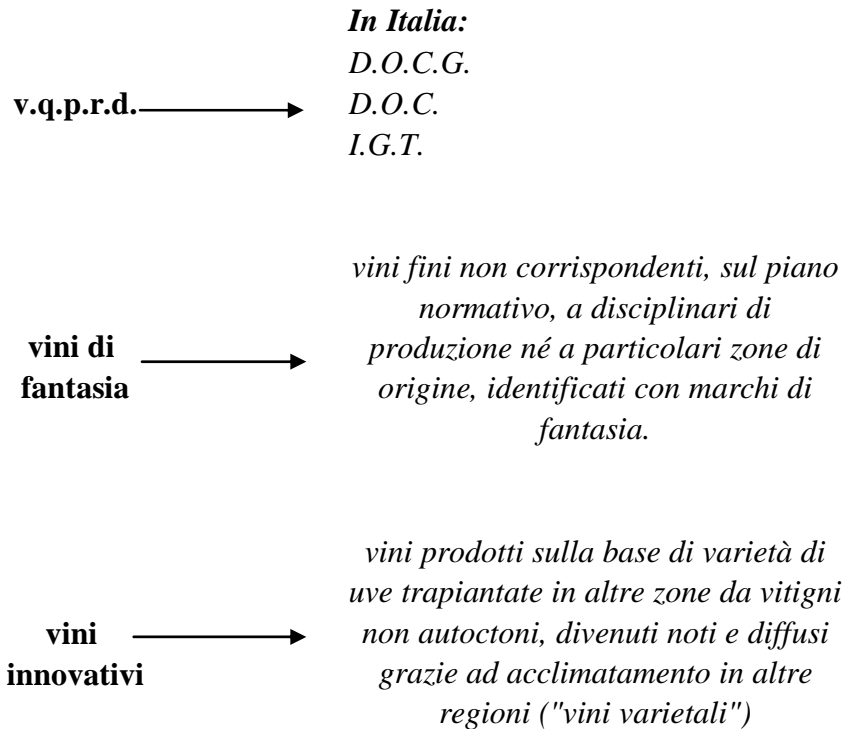 In Italia:
D.O.C.G.
v.q.p.r.d.
D.O.C.
I.G.T.
vini di
fantasia
vini fini non corrispondenti, sul piano
normativo, a disciplinari di
produzione né a particolari zone di
origine, identificati con marchi di
fantasia.
vini
innovativi
vini prodotti sulla base di varietà di
uve trapiantate in altre zone da vitigni
non autoctoni, divenuti noti e diffusi
grazie ad acclimatamento in altre
regioni ("vini varietali")